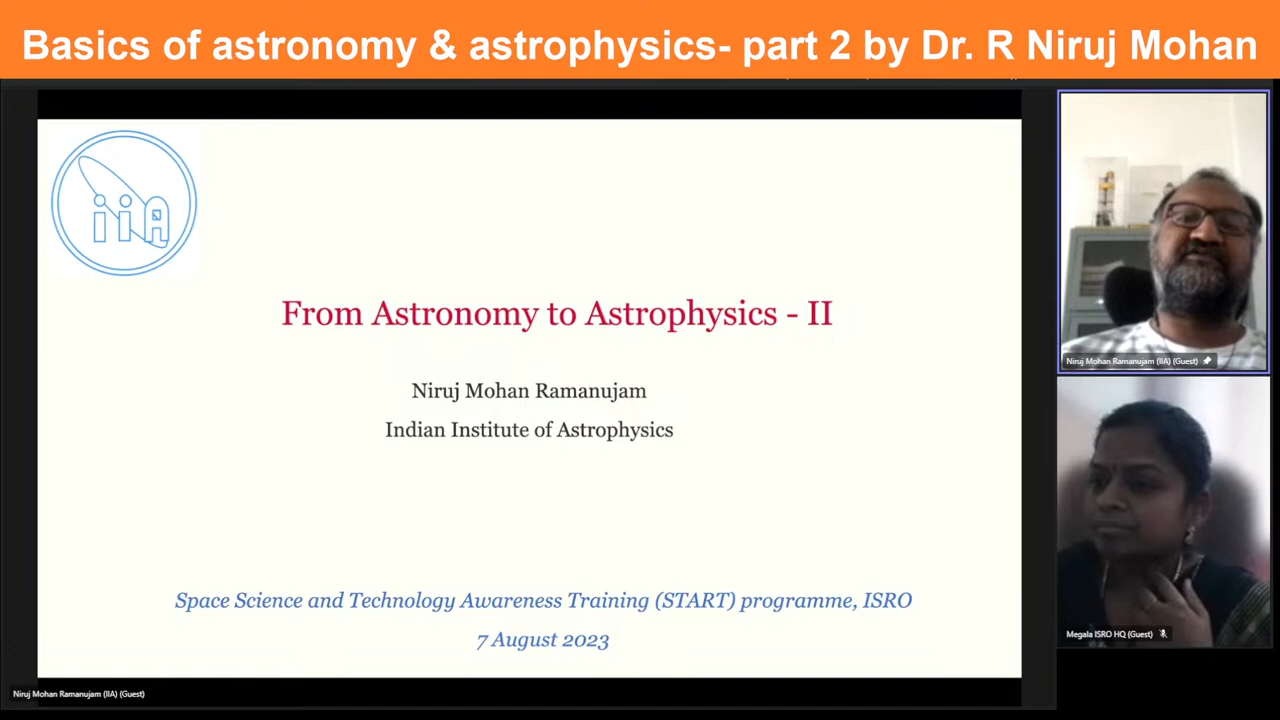 Basics of astronomy & astrophysics- part 2 by Dr. R Niruj Mohan
iiA
From Astronomy to Astrophysics - II
Niruj Mohan Ramanujam
Indian Institute of Astrophysics
Space Science and Technology Awareness Training (START) programme, ISRO
7 August 2023
Niruj Mohan Ramanujam (IIA) (Guest)
Niruj Mohan Ramanujam (IIA) (Guest)
Megala ISRO HQ (Guest)